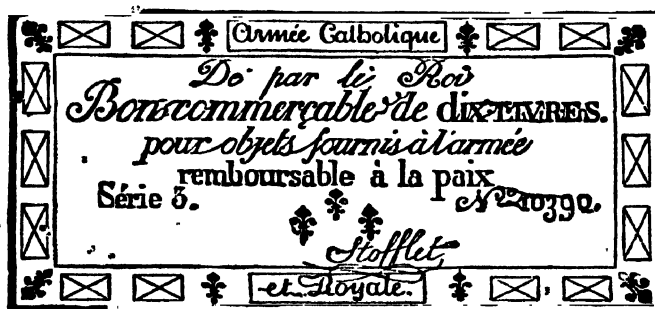 Armée Catholique
De par le Roi
Bon commerçable de DIX LIVRES.
pour objets fournis à l'armée
remboursable à la paix
Série 3. N.º 10390.
Stofflet
et Royale.